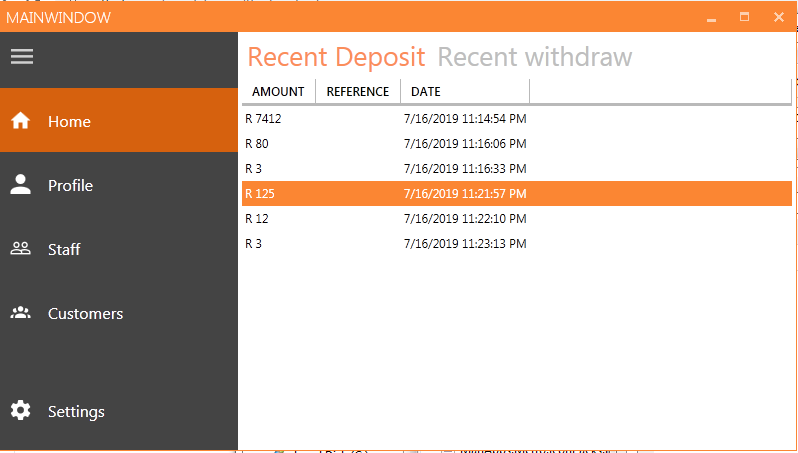 MAINWINDOW
Home
Profile
Staff
Customers
Settings
Recent Deposit Recent withdraw
AMOUNT REFERENCE DATE
R 7412 7/16/2019 11:14:54 PM
R 80 7/16/2019 11:16:06 PM
R 3 7/16/2019 11:16:33 PM
R 125 7/16/2019 11:21:57 PM
R 12 7/16/2019 11:22:10 PM
R 3 7/16/2019 11:23:13 PM